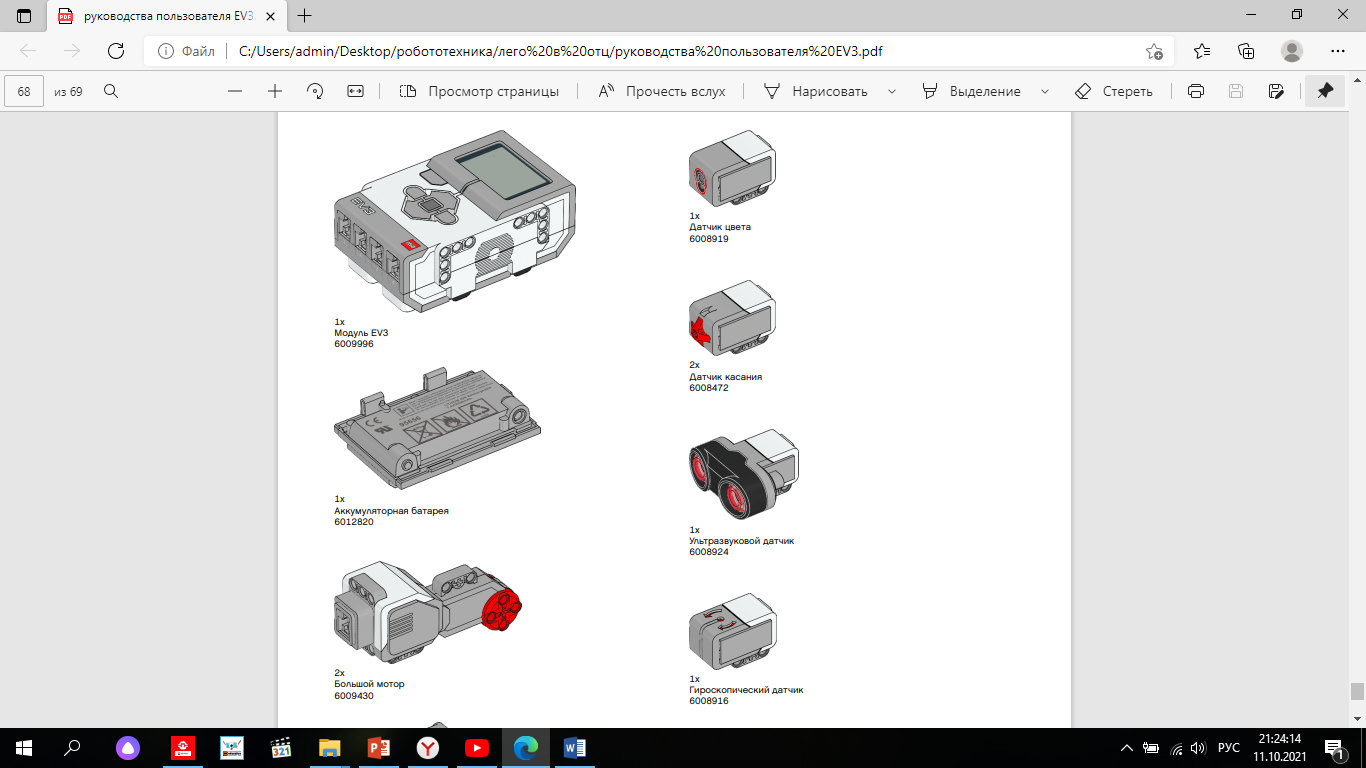 руководства пользователя EV3.
Файл
C:/Users/admin/Desktop/робототехника/лего%20в%20отц/руководства%20пользователя%20EV3.pdf
68 из 69
Просмотр страницы
Прочесть вслух
Нарисовать
Выделение
Стереть
EV3
1x
Модуль EV3
6009996
1x
Аккумуляторная батарея
6012820
2x
Большой мотор
6009430
1x
Датчик цвета
6008919
2x
Датчик касания
6008472
1x
Ультразвуковой датчик
6008924
1x
Гироскопический датчик
6008916
321
РУС
21:24:14
11.10.2021
1